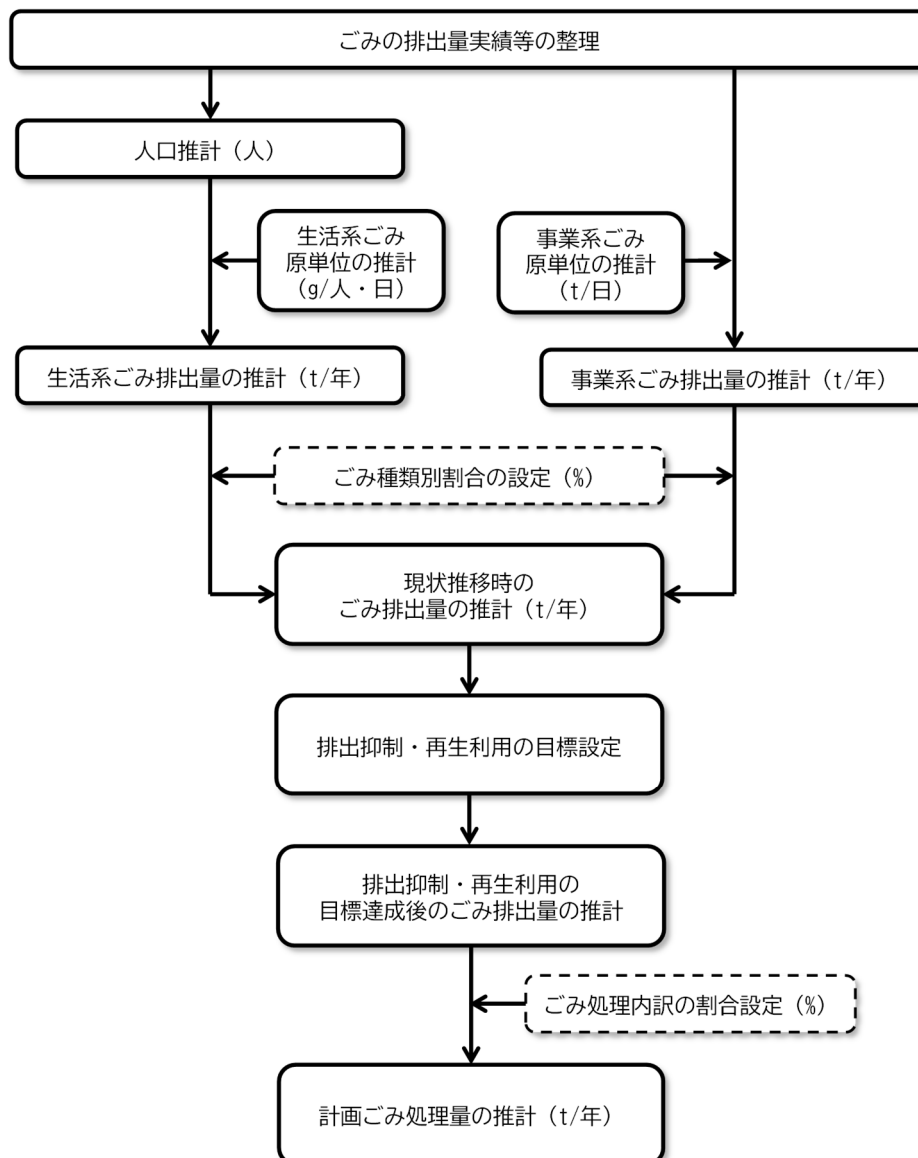 ごみの排出量実績等の整理
人口推計（人）
生活系ごみ
原単位の推計
（g/人・日）
事業系ごみ
原単位の推計
（t/日）
生活系ごみ排出量の推計（t/年）
事業系ごみ排出量の推計（t/年）
ごみ種類別割合の設定（%）
現状推移時の
ごみ排出量の推計（t/年）
排出抑制・再生利用の目標設定
排出抑制・再生利用の
目標達成後のごみ排出量の推計
ごみ処理内訳の割合設定（%）
計画ごみ処理量の推計（t/年）